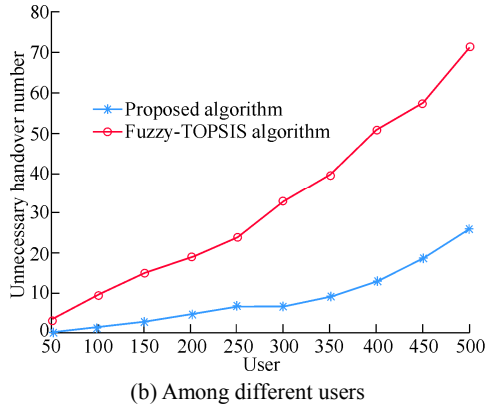 80
70
60
50
40
30
20
10
0
Unnecessary handover number
Proposed algorithm
Fuzzy-TOPSIS algorithm
50 100 150 200 250 300 350 400 450 500
User
(b) Among different users